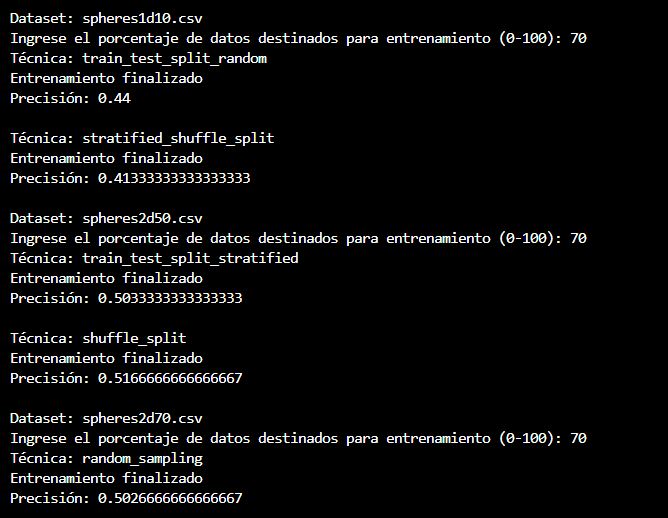 Dataset: spheres1d10.csv
Ingrese el porcentaje de datos destinados para entrenamiento (0-100): 70
Técnica: train_test_split_random
Entrenamiento finalizado
Precisión: 0.44
Técnica: stratified_shuffle_split
Entrenamiento finalizado
Precisión: 0.41333333333333333
Dataset: spheres2d50.csv
Ingrese el porcentaje de datos destinados para entrenamiento (0-100): 70
Técnica: train_test_split_stratified
Entrenamiento finalizado
Precisión: 0.5033333333333333
Técnica: shuffle_split
Entrenamiento finalizado
Precisión: 0.5166666666666667
Dataset: spheres2d70.csv
Ingrese el porcentaje de datos destinados para entrenamiento (0-100): 70
Técnica: random_sampling
Entrenamiento finalizado
Precisión: 0.5026666666666667